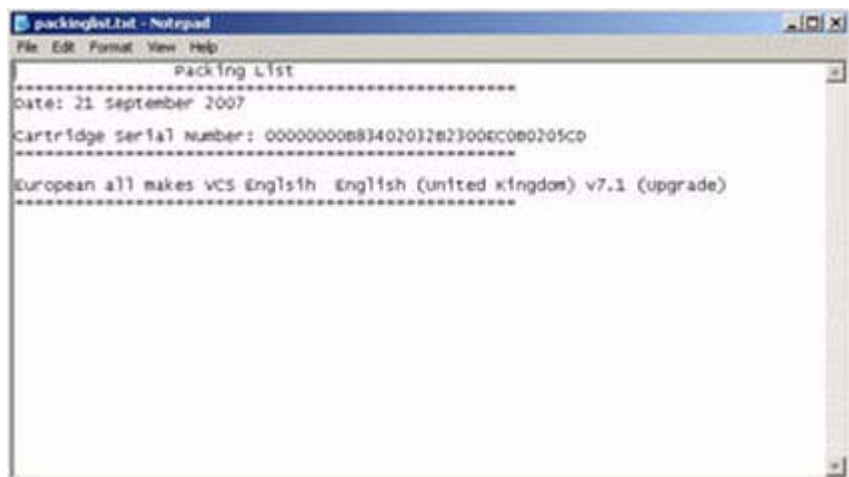 packinglist.txt - Notepad
File Edit Format View Help
Packing List
**************************************************
Date: 21 September 2007
Cartridge Serial Number:
**************************************************
European all makes VCS Englsih English (United Kingdom) v7.1 (Upgrade)
**************************************************